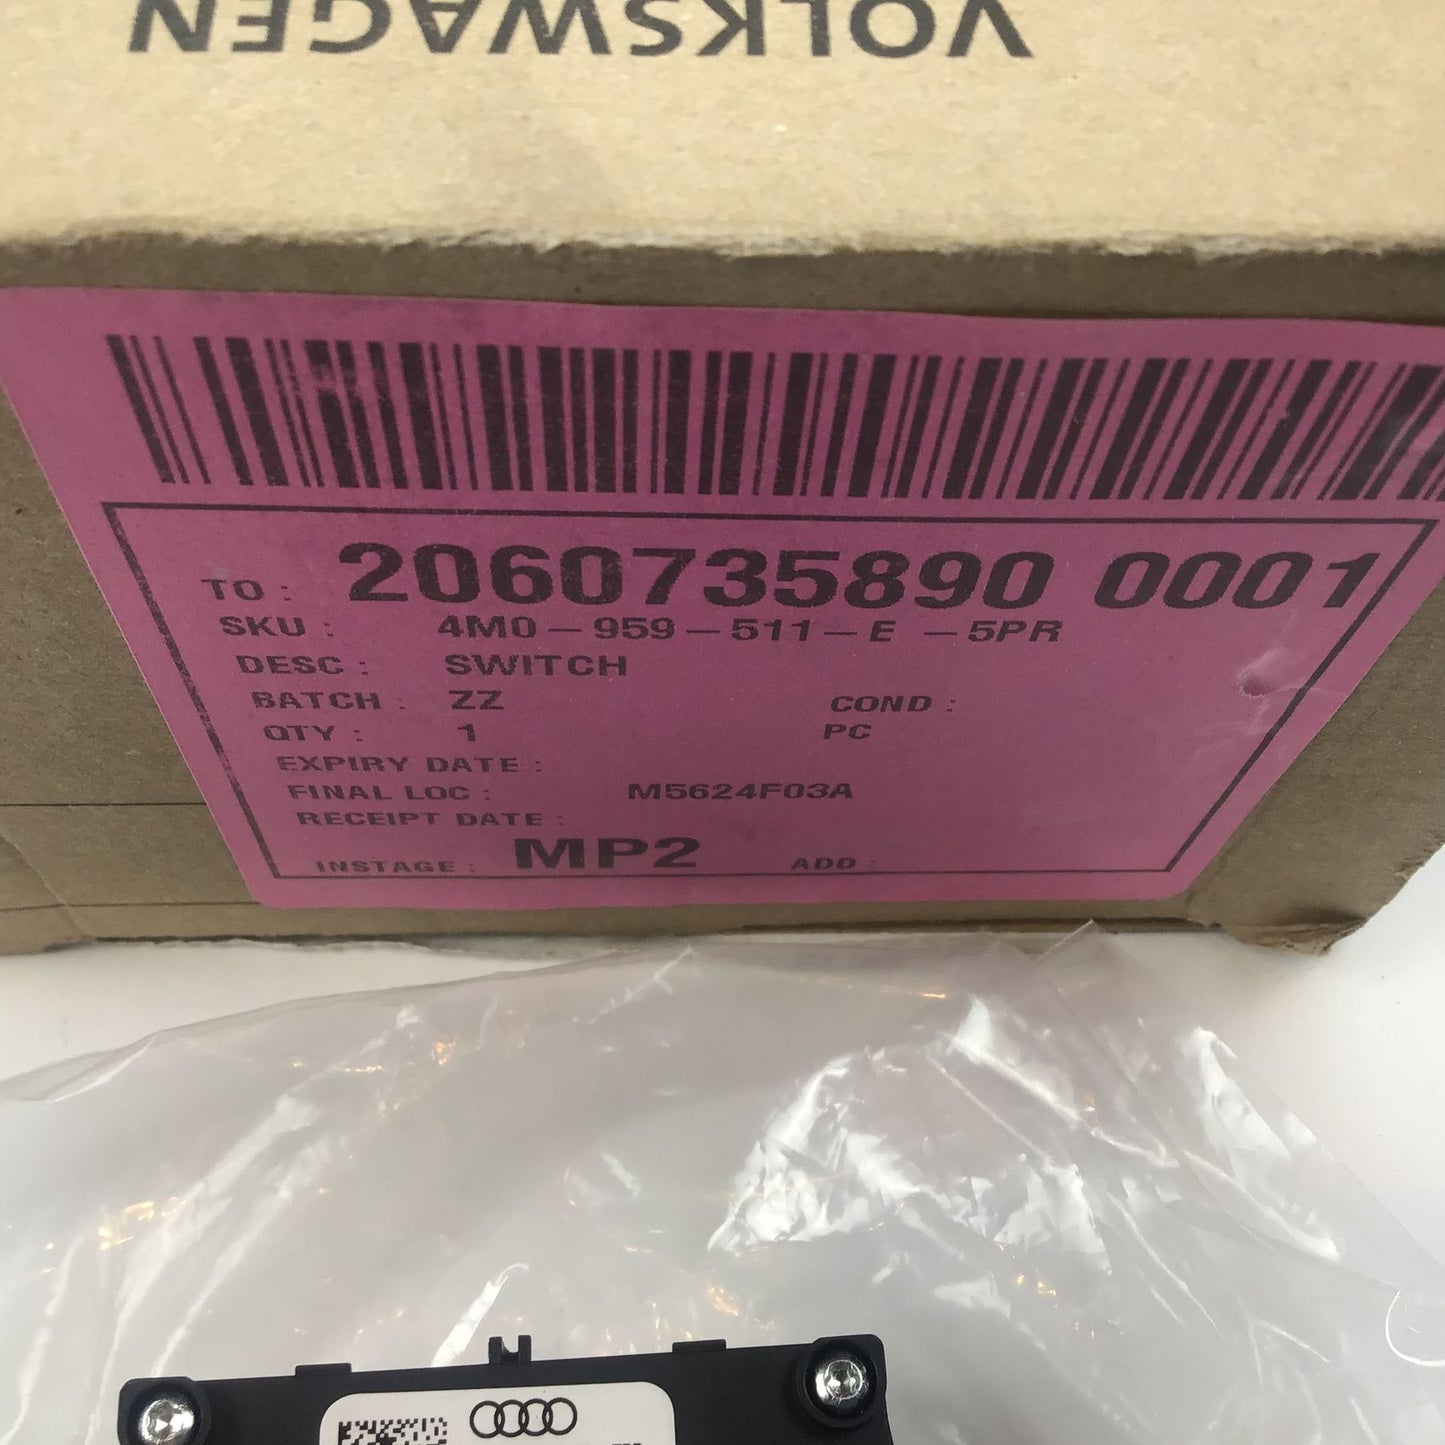 VOLKSWAGEN
TO : 2060735890 0001
SKU : 4M0-959-511-E -5PR
DESC : SWITCH
BATCH : ZZ COND :
QTY : 1 PC
EXPIRY DATE :
FINAL LOC : M5624F03A
RECEIPT DATE :
INSTAGE : MP2 ADD :